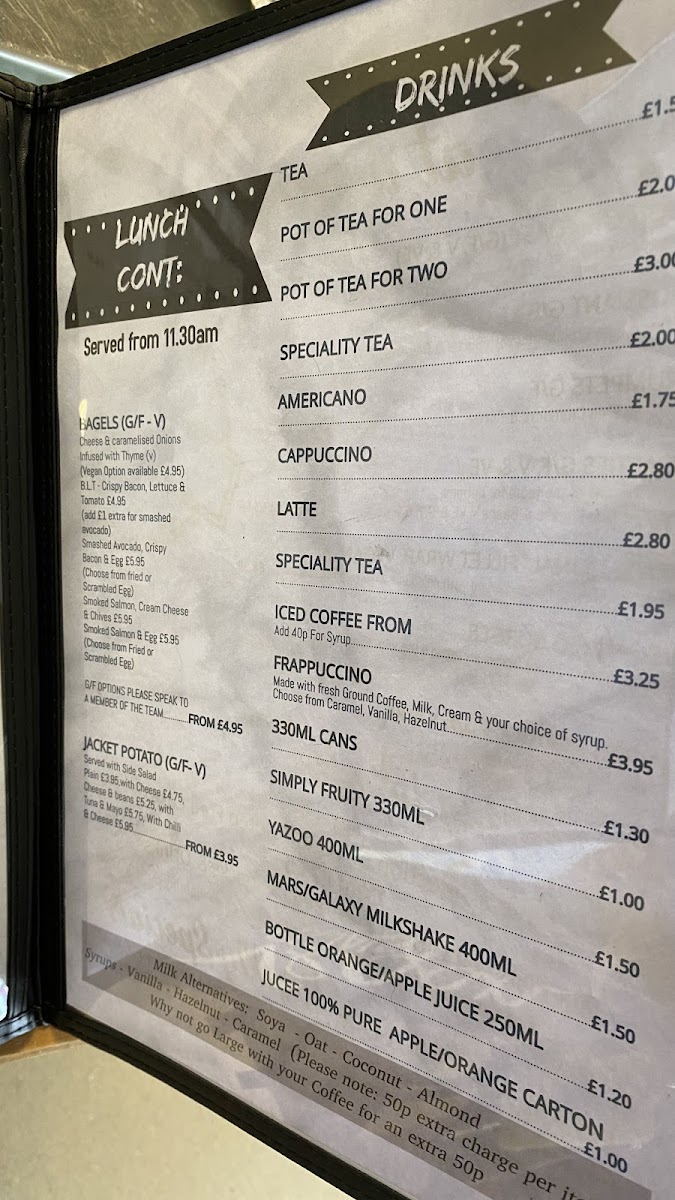 LUNCH
CONT:
Served from 11.30am
BAGELS (G/F - V)
Cheese & caramelised Onions
Infused with Thyme (v)
(Vegan Option available £4.95)
B.L.T - Crispy Bacon, Lettuce &
Tomato £4.95
(add £1 extra for smashed
avocado)
Smashed Avocado, Crispy
Bacon & Egg £5.95
(Choose from fried or
Scrambled Egg)
Smoked Salmon, Cream Cheese
& Chives £5.95
Smoked Salmon & Egg £5.95
(Choose from Fried or
Scrambled Egg)
G/F OPTIONS PLEASE SPEAK TO
A MEMBER OF THE TEAM..........FROM £4.95
JACKET POTATO (G/F- V)
Served with Side Salad
Plain £3.95, with Cheese £4.75,
Cheese & beans £5.25, with
Tuna & Mayo £5.75, With Chilli
& Cheese £5.95....................FROM £3.95
DRINKS
TEA £1.5
POT OF TEA FOR ONE £2.0
POT OF TEA FOR TWO £3.00
SPECIALITY TEA £2.00
AMERICANO £1.75
CAPPUCCINO £2.80
LATTE £2.80
SPECIALITY TEA £1.95
ICED COFFEE FROM
Add 40p For Syrup £3.25
FRAPPUCCINO
Made with fresh Ground Coffee, Milk, Cream & your choice of syrup.
Choose from Caramel, Vanilla, Hazelnut £3.95
330ML CANS £1.30
SIMPLY FRUITY 330ML £1.00
YAZOO 400ML £1.50
MARS/GALAXY MILKSHAKE 400ML £1.50
BOTTLE ORANGE/APPLE JUICE 250ML £1.20
JUCEE 100% PURE APPLE/ORANGE CARTON £1.00
Milk Alternatives: Soya - Oat - Coconut - Almond
Syrups - Vanilla - Hazelnut - Caramel (Please note: 50p extra charge per
Why not go Large with your Coffee for an extra 50p